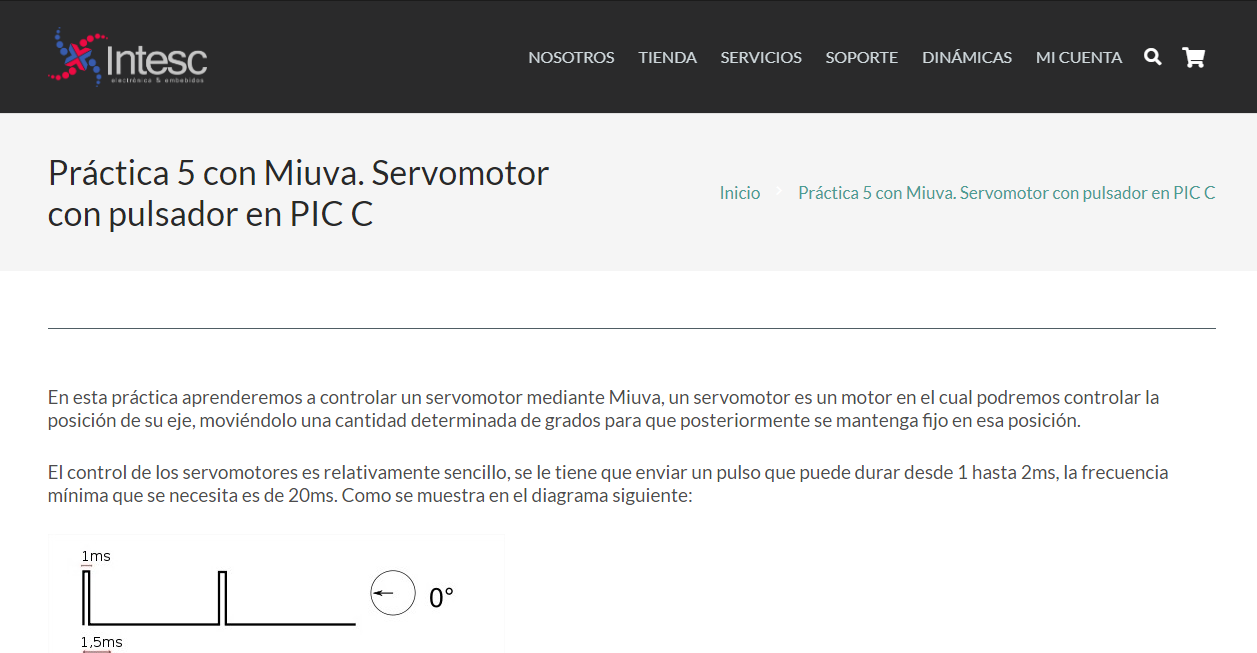 Intesc
electrónica & embebidos
NOSOTROS TIENDA SERVICIOS SOPORTE DINÁMICAS MI CUENTA
Práctica 5 con Miuva. Servomotor
con pulsador en PIC C
Inicio > Práctica 5 con Miuva. Servomotor con pulsador en PIC C
En esta práctica aprenderemos a controlar un servomotor mediante Miuva, un servomotor es un motor en el cual podremos controlar la
posición de su eje, moviéndolo una cantidad determinada de grados para que posteriormente se mantenga fijo en esa posición.
El control de los servomotores es relativamente sencillo, se le tiene que enviar un pulso que puede durar desde 1 hasta 2ms, la frecuencia
mínima que se necesita es de 20ms. Como se muestra en el diagrama siguiente:
1ms
0°
1,5ms